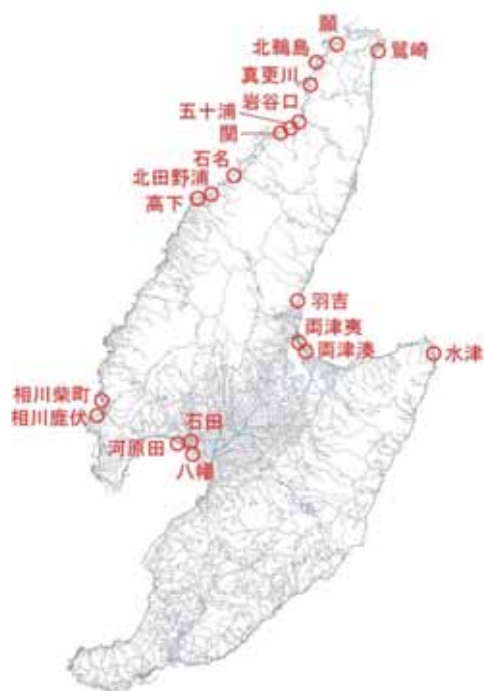 願
北鵜島
鷲崎
真更川
岩谷口
五十浦
関
石名
北田野浦
高下
羽吉
両津夷
両津湊
水津
相川柴町
相川鹿伏
石田
河原田
八幡